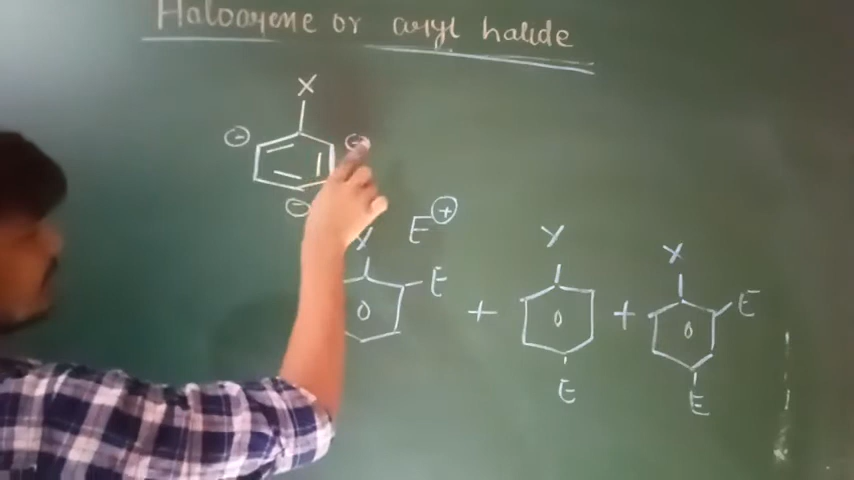 Haloarene or aryl halide
X
⊖ ⊖
⊖
E⊕
X Y X
E + + E
E E